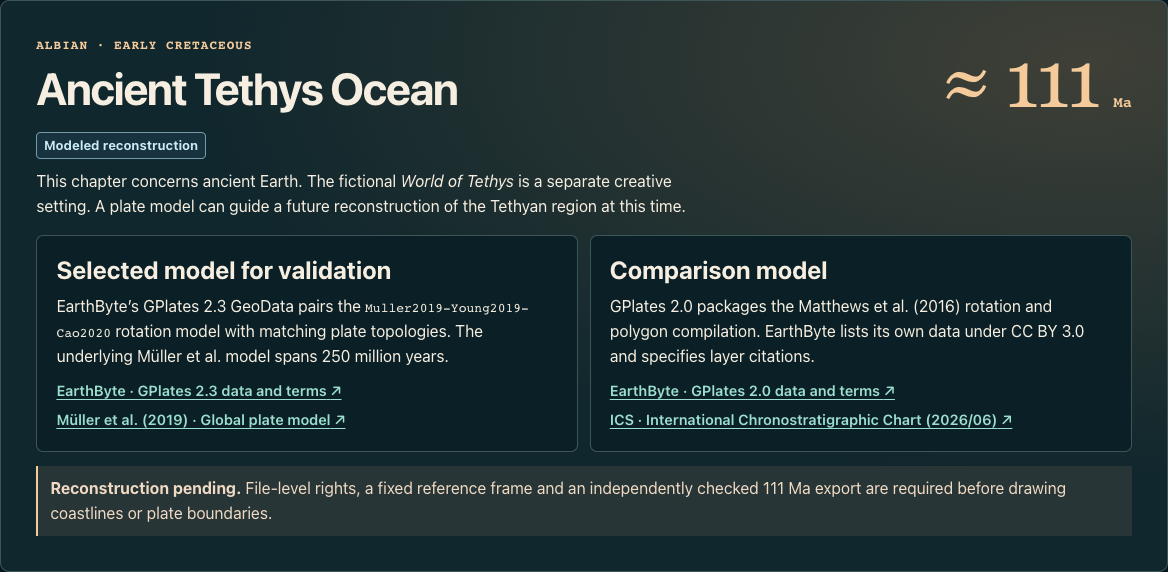 ALBIAN · EARLY CRETACEOUS
Ancient Tethys Ocean
≈ 111 Ma
Modeled reconstruction
This chapter concerns ancient Earth. The fictional World of Tethys is a separate creative
setting. A plate model can guide a future reconstruction of the Tethyan region at this time.
Selected model for validation
EarthByte’s GPlates 2.3 GeoData pairs the Muller2019-Young2019-
Cao2020 rotation model with matching plate topologies. The
underlying Müller et al. model spans 250 million years.
EarthByte · GPlates 2.3 data and terms ↗
Müller et al. (2019) · Global plate model ↗
Comparison model
GPlates 2.0 packages the Matthews et al. (2016) rotation and
polygon compilation. EarthByte lists its own data under CC BY 3.0
and specifies layer citations.
EarthByte · GPlates 2.0 data and terms ↗
ICS · International Chronostratigraphic Chart (2026/06) ↗
Reconstruction pending. File-level rights, a fixed reference frame and an independently checked 111 Ma export are required before drawing
coastlines or plate boundaries.